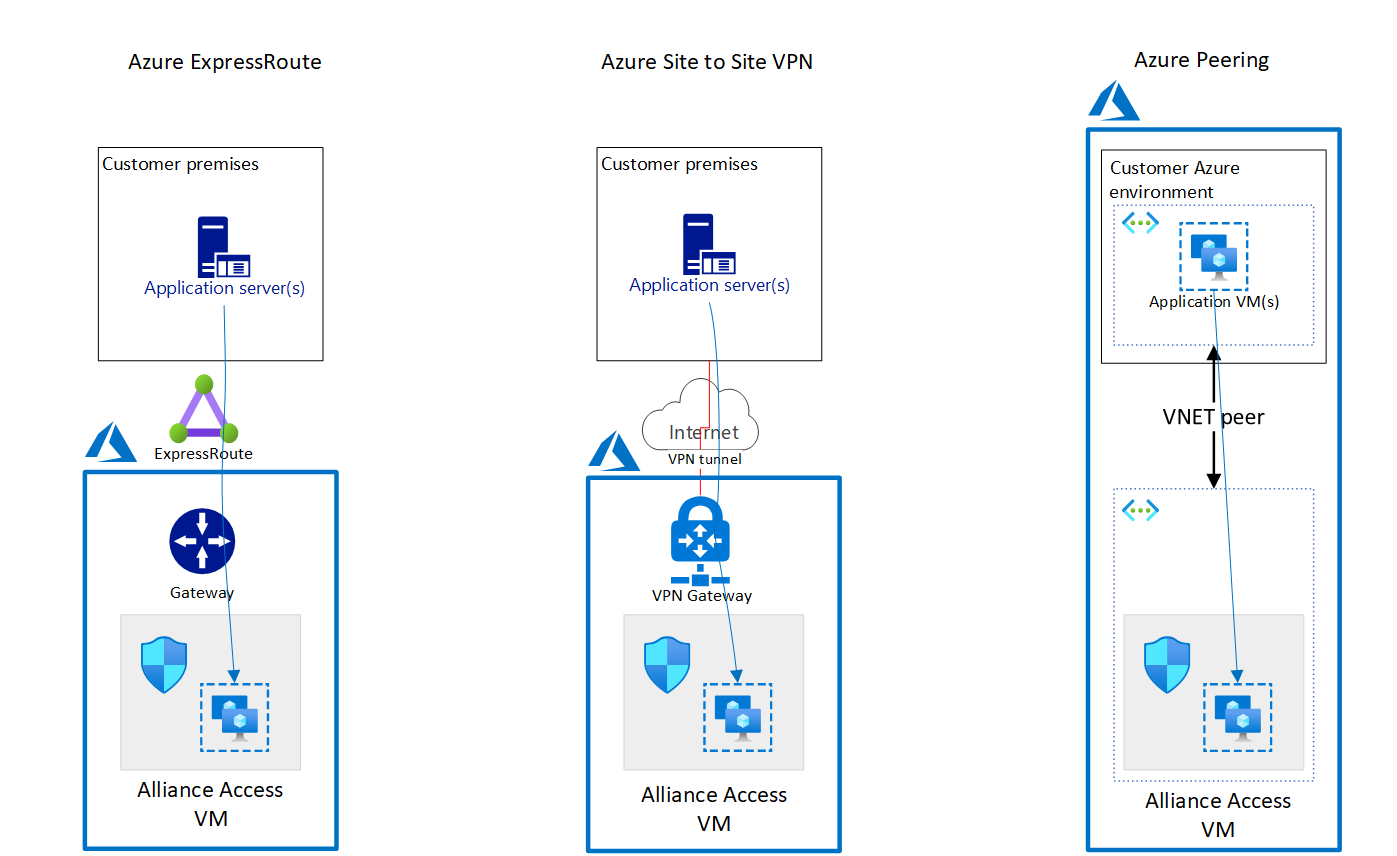 Azure ExpressRoute
Customer premises
Application server(s)
ExpressRoute
Gateway
Alliance Access
VM
Azure Site to Site VPN
Customer premises
Application server(s)
Internet
VPN tunnel
VPN Gateway
Alliance Access
VM
Azure Peering
Customer Azure
environment
Application VM(s)
VNET peer
Alliance Access
VM